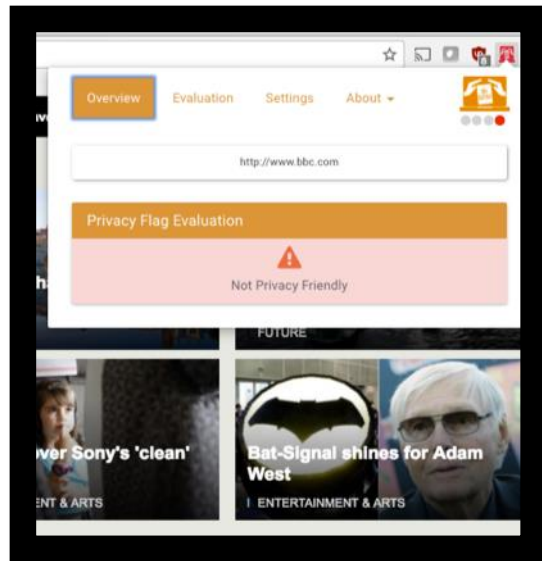 Overview Evaluation Settings About
http://www.bbc.com
Privacy Flag Evaluation
Not Privacy Friendly
FUTURE
ver Sony's 'clean'
ENT & ARTS
Bat-Signal shines for Adam
West
ENTERTAINMENT & ARTS